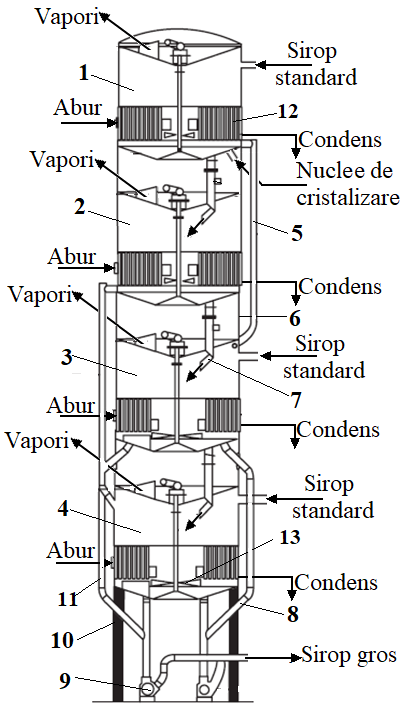 Vapori
Sirop
standard
1
Abur
12
Condens
Vapori
Nuclee de
cristalizare
2
5
Abur
Condens
Vapori
6
Sirop
standard
3
7
Abur
Condens
Vapori
Sirop
standard
4
13
Abur
Condens
11
8
10
Sirop gros
9